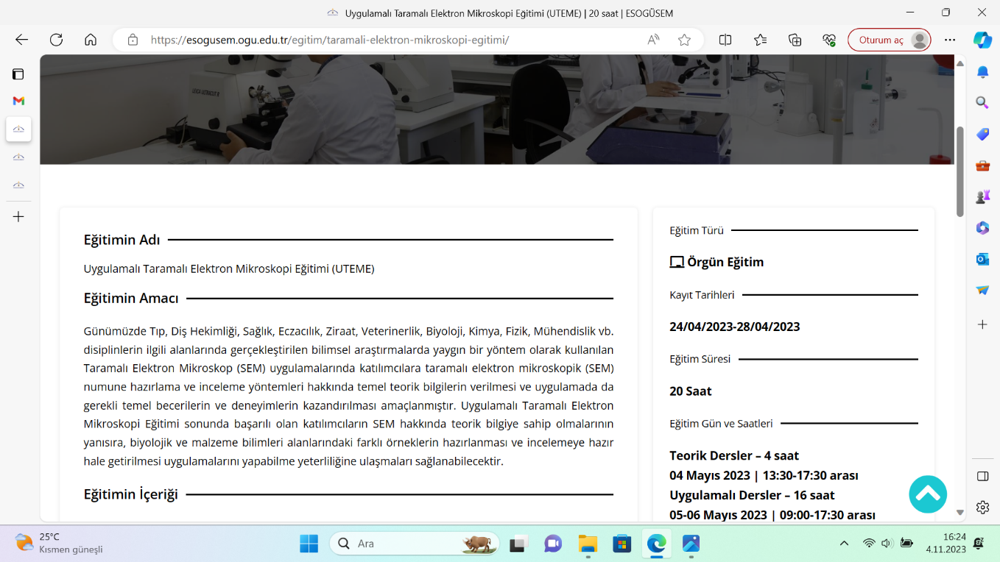 Uygulamalı Taramalı Elektron Mikroskopi Eğitimi (UTEME) | 20 saat | ESOGÜSEM
https://esogusem.ogu.edu.tr/egitim/taramali-elektron-mikroskopi-egitimi/
Oturum aç
LEICA ULTRACUT R
Eğitimin Adı
Uygulamalı Taramalı Elektron Mikroskopi Eğitimi (UTEME)
Eğitimin Amacı
Günümüzde Tıp, Diş Hekimliği, Sağlık, Eczacılık, Ziraat, Veterinerlik, Biyoloji, Kimya, Fizik, Mühendislik vb.
disiplinlerin ilgili alanlarında gerçekleştirilen bilimsel araştırmalarda yaygın bir yöntem olarak kullanılan
Taramalı Elektron Mikroskop (SEM) uygulamalarında katılımcılara taramalı elektron mikroskopik (SEM)
numune hazırlama ve inceleme yöntemleri hakkında temel teorik bilgilerin verilmesi ve uygulamada da
gerekli temel becerilerin ve deneyimlerin kazandırılması amaçlanmıştır. Uygulamalı Taramalı Elektron
Mikroskopi Eğitimi sonunda başarılı olan katılımcıların SEM hakkında teorik bilgiye sahip olmalarının
yanısıra, biyolojik ve malzeme bilimleri alanlarındaki farklı örneklerin hazırlanması ve incelemeye hazır
hale getirilmesi uygulamalarını yapabilme yeterliliğine ulaşmaları sağlanabilecektir.
Eğitimin İçeriği
Eğitim Türü
Örgün Eğitim
Kayıt Tarihleri
24/04/2023-28/04/2023
Eğitim Süresi
20 Saat
Eğitim Gün ve Saatleri
Teorik Dersler – 4 saat
04 Mayıs 2023 | 13:30-17:30 arası
Uygulamalı Dersler – 16 saat
05-06 Mayıs 2023 | 09:00-17:30 arası
25°C
Kısmen güneşli
Ara
16:24
4.11.2023